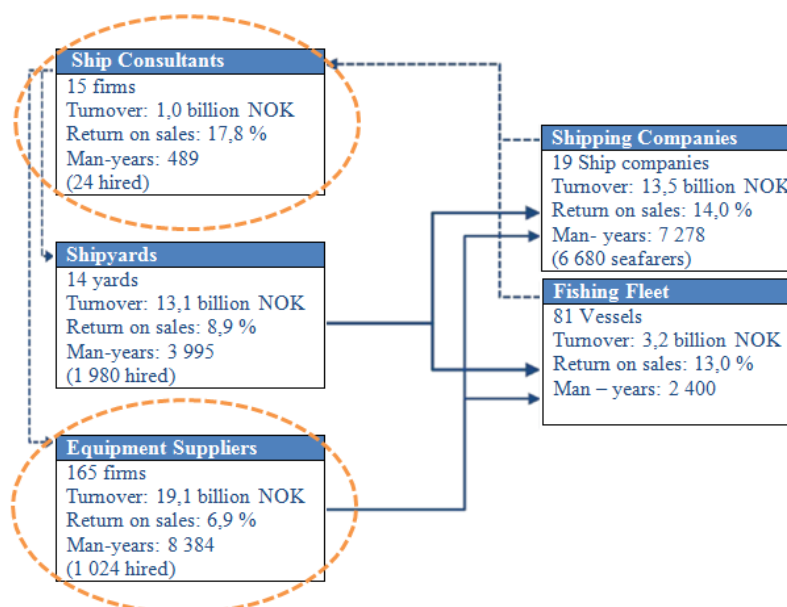 Ship Consultants
15 firms
Turnover: 1,0 billion NOK
Return on sales: 17,8 %
Man-years: 489
(24 hired)
Shipyards
14 yards
Turnover: 13,1 billion NOK
Return on sales: 8,9 %
Man-years: 3 995
(1 980 hired)
Equipment Suppliers
165 firms
Turnover: 19,1 billion NOK
Return on sales: 6,9 %
Man-years: 8 384
(1 024 hired)
Shipping Companies
19 Ship companies
Turnover: 13,5 billion NOK
Return on sales: 14,0 %
Man- years: 7 278
(6 680 seafarers)
Fishing Fleet
81 Vessels
Turnover: 3,2 billion NOK
Return on sales: 13,0 %
Man – years: 2 400